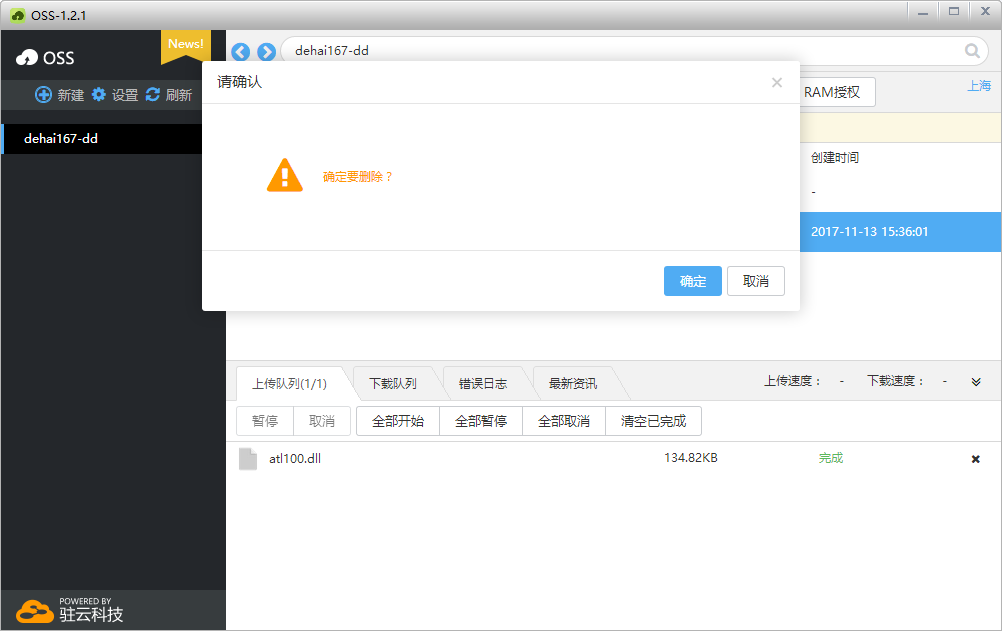 OSS-1.2.1
OSS
News!
dehai167-dd
新建 设置 刷新
dehai167-dd
RAM授权
上海
请确认
确定要删除？
确定 取消
创建时间
-
2017-11-13 15:36:01
上传队列(1/1) 下载队列 错误日志 最新资讯 上传速度： - 下载速度： -
暂停 取消 全部开始 全部暂停 全部取消 清空已完成
atl100.dll 134.82KB 完成
POWERED BY
驻云科技